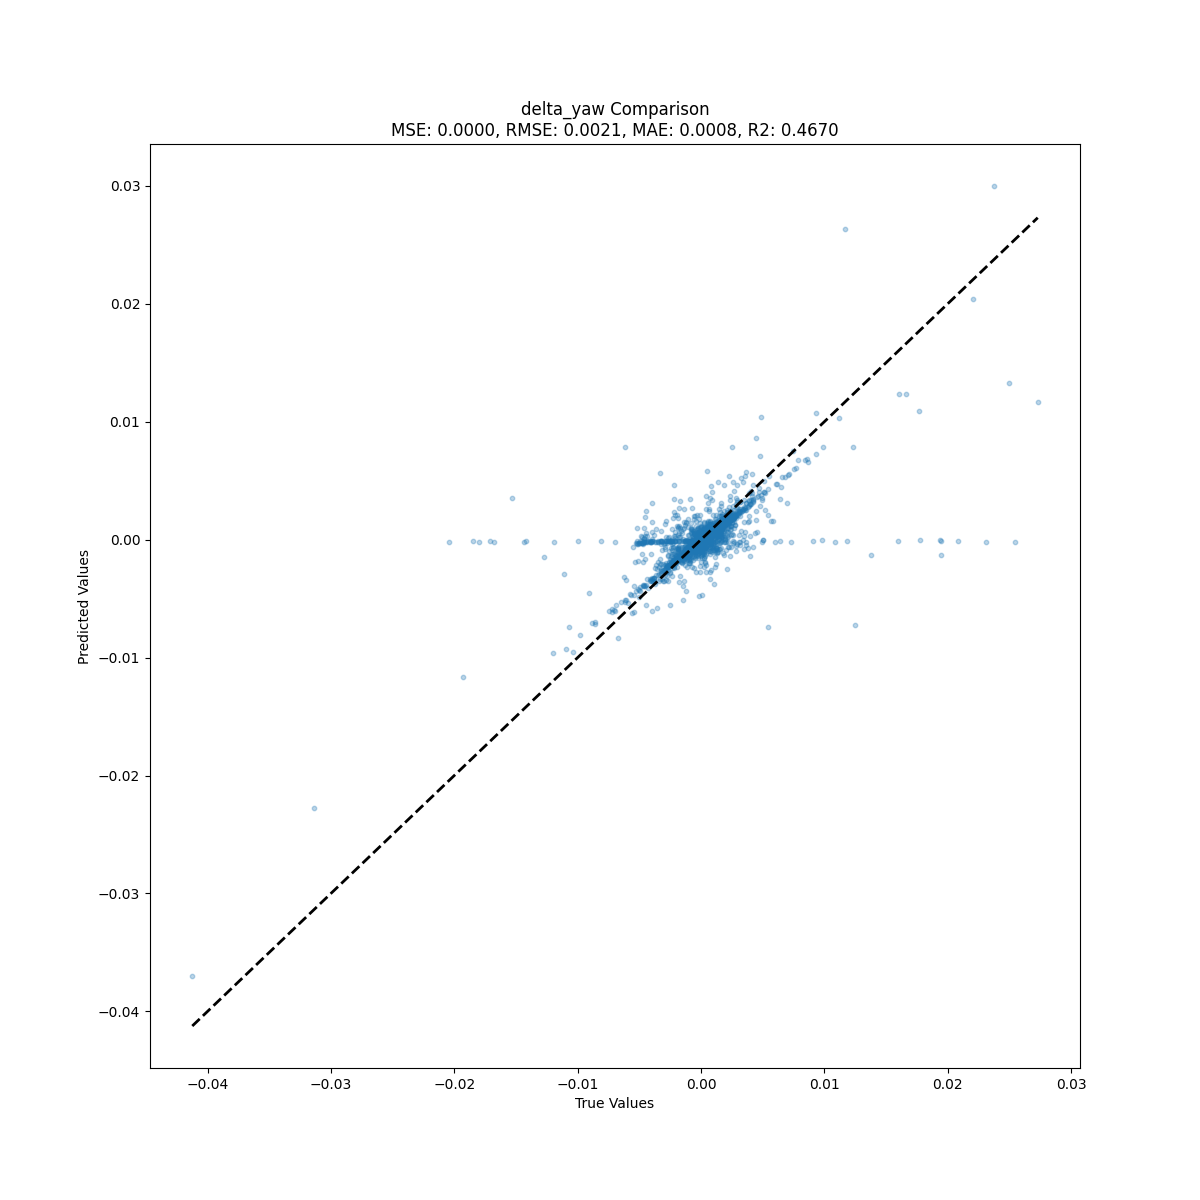 delta_yaw Comparison
MSE: 0.0000, RMSE: 0.0021, MAE: 0.0008, R2: 0.4670
0.03
0.02
0.01
0.00
−0.01
−0.02
−0.03
−0.04
Predicted Values
−0.04 −0.03 −0.02 −0.01 0.00 0.01 0.02 0.03
True Values